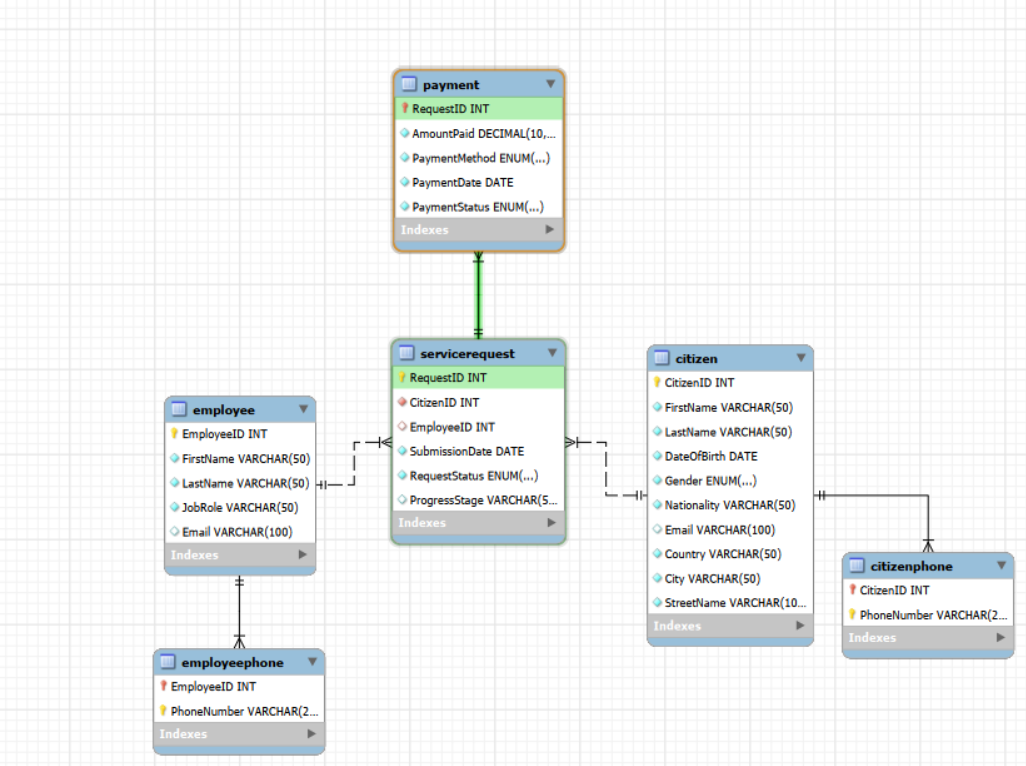 payment
RequestID INT
AmountPaid DECIMAL(10,...
PaymentMethod ENUM(...)
PaymentDate DATE
PaymentStatus ENUM(...)
Indexes
servicerequest
RequestID INT
CitizenID INT
EmployeeID INT
SubmissionDate DATE
RequestStatus ENUM(...)
ProgressStage VARCHAR(5...
Indexes
citizen
CitizenID INT
FirstName VARCHAR(50)
LastName VARCHAR(50)
DateOfBirth DATE
Gender ENUM(...)
Nationality VARCHAR(50)
Email VARCHAR(100)
Country VARCHAR(50)
City VARCHAR(50)
StreetName VARCHAR(10...
Indexes
employee
EmployeeID INT
FirstName VARCHAR(50)
LastName VARCHAR(50)
JobRole VARCHAR(50)
Email VARCHAR(100)
Indexes
citizenphone
CitizenID INT
PhoneNumber VARCHAR(2...
Indexes
employeephone
EmployeeID INT
PhoneNumber VARCHAR(2...
Indexes